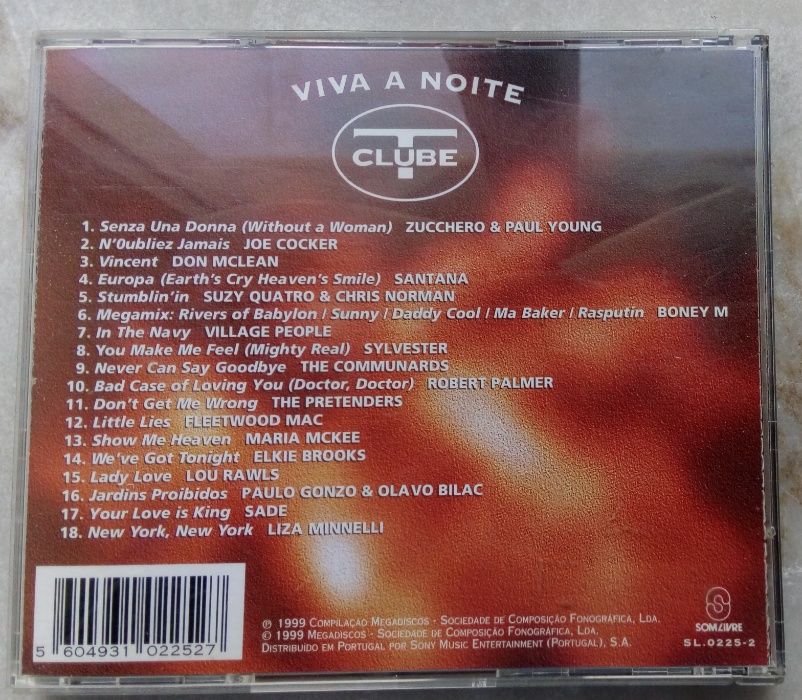 VIVA A NOITE
T
CLUBE
1. Senza Una Donna (Without a Woman) ZUCCHERO & PAUL YOUNG
2. N'Oubliez Jamais JOE COCKER
3. Vincent DON MCLEAN
4. Europa (Earth's Cry Heaven's Smile) SANTANA
5. Stumblin'in SUZY QUATRO & CHRIS NORMAN
6. Megamix: Rivers of Babylon / Sunny / Daddy Cool / Ma Baker / Rasputin BONEY M
7. In The Navy VILLAGE PEOPLE
8. You Make Me Feel (Mighty Real) SYLVESTER
9. Never Can Say Goodbye THE COMMUNARDS
10. Bad Case of Loving You (Doctor, Doctor) ROBERT PALMER
11. Don't Get Me Wrong THE PRETENDERS
12. Little Lies FLEETWOOD MAC
13. Show Me Heaven MARIA MCKEE
14. We've Got Tonight ELKIE BROOKS
15. Lady Love LOU RAWLS
16. Jardins Proibidos PAULO GONZO & OLAVO BILAC
17. Your Love is King SADE
18. New York, New York LIZA MINNELLI
5 604931 022527
℗ 1999 COMPILAÇÃO MEGADISCOS - SOCIEDADE DE COMPOSIÇÃO FONOGRÁFICA, LDA.
© 1999 MEGADISCOS - SOCIEDADE DE COMPOSIÇÃO FONOGRÁFICA, LDA.
DISTRIBUIDO EM PORTUGAL POR SONY MUSIC ENTERTAINMENT (PORTUGAL), S.A.
SOM LIVRE
SL.0225-2